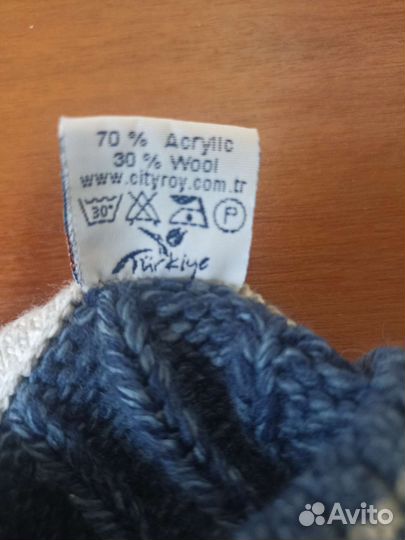 70 % Acrylic
30 % Wool
www.cityroy.com.tr
30° P
Türkiye
Avito